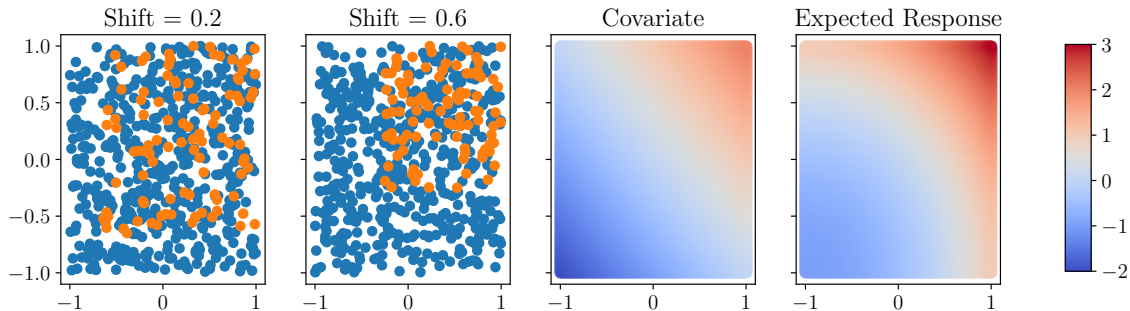 Shift = 0.2
Shift = 0.6
Covariate
Expected Response
1.0
0.5
0.0
−0.5
−1.0
3
2
1
0
−1
−2
−1 0 1
−1 0 1
−1 0 1
−1 0 1